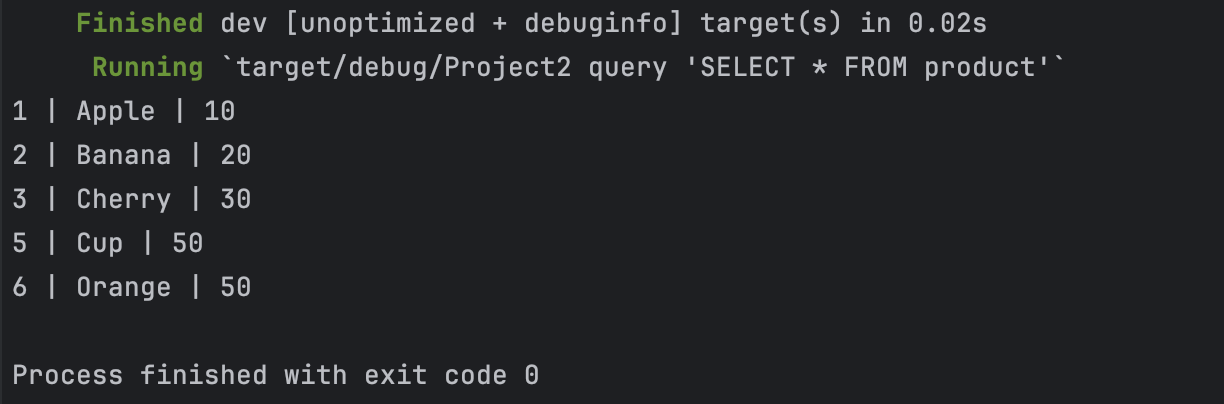 Finished dev [unoptimized + debuginfo] target(s) in 0.02s
Running `target/debug/Project2 query 'SELECT * FROM product'`
1 | Apple | 10
2 | Banana | 20
3 | Cherry | 30
5 | Cup | 50
6 | Orange | 50
Process finished with exit code 0